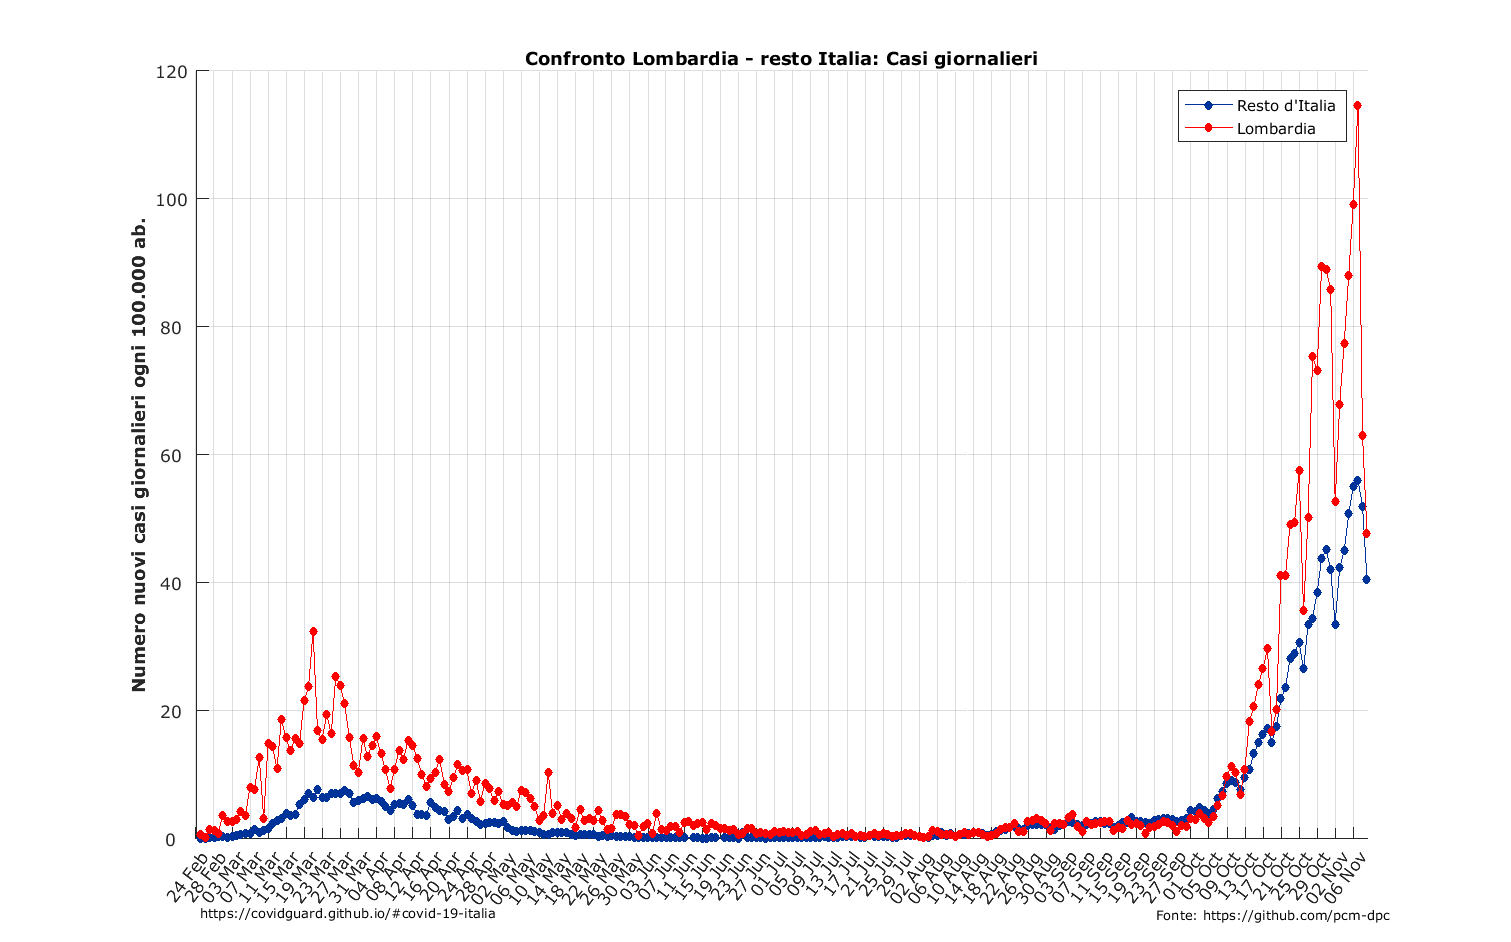 Confronto Lombardia - resto Italia: Casi giornalieri
Numero nuovi casi giornalieri ogni 100.000 ab.
120
100
80
60
40
20
0
Resto d'Italia
Lombardia
24 Feb
28 Feb
03 Mar
07 Mar
11 Mar
15 Mar
19 Mar
23 Mar
27 Mar
31 Mar
04 Apr
08 Apr
12 Apr
16 Apr
20 Apr
24 Apr
28 Apr
02 May
06 May
10 May
14 May
18 May
22 May
26 May
30 May
03 Jun
07 Jun
11 Jun
15 Jun
19 Jun
23 Jun
27 Jun
01 Jul
05 Jul
09 Jul
13 Jul
17 Jul
21 Jul
25 Jul
29 Jul
02 Aug
06 Aug
10 Aug
14 Aug
18 Aug
22 Aug
26 Aug
30 Aug
03 Sep
07 Sep
11 Sep
15 Sep
19 Sep
23 Sep
27 Sep
01 Oct
05 Oct
09 Oct
13 Oct
17 Oct
21 Oct
25 Oct
29 Oct
02 Nov
06 Nov
https://covidguard.github.io/#covid-19-italia
Fonte: https://github.com/pcm-dpc